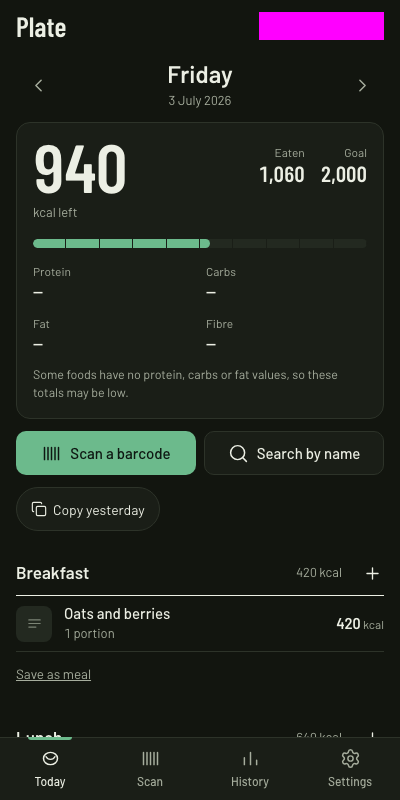 Plate
Friday
3 July 2026
940
kcal left
Eaten
1,060
Goal
2,000
Protein
–
Carbs
–
Fat
–
Fibre
–
Some foods have no protein, carbs or fat values, so these
totals may be low.
Scan a barcode
Search by name
Copy yesterday
Breakfast
420 kcal
Oats and berries
1 portion
420 kcal
Save as meal
Lunch
640 kcal
Today
Scan
History
Settings